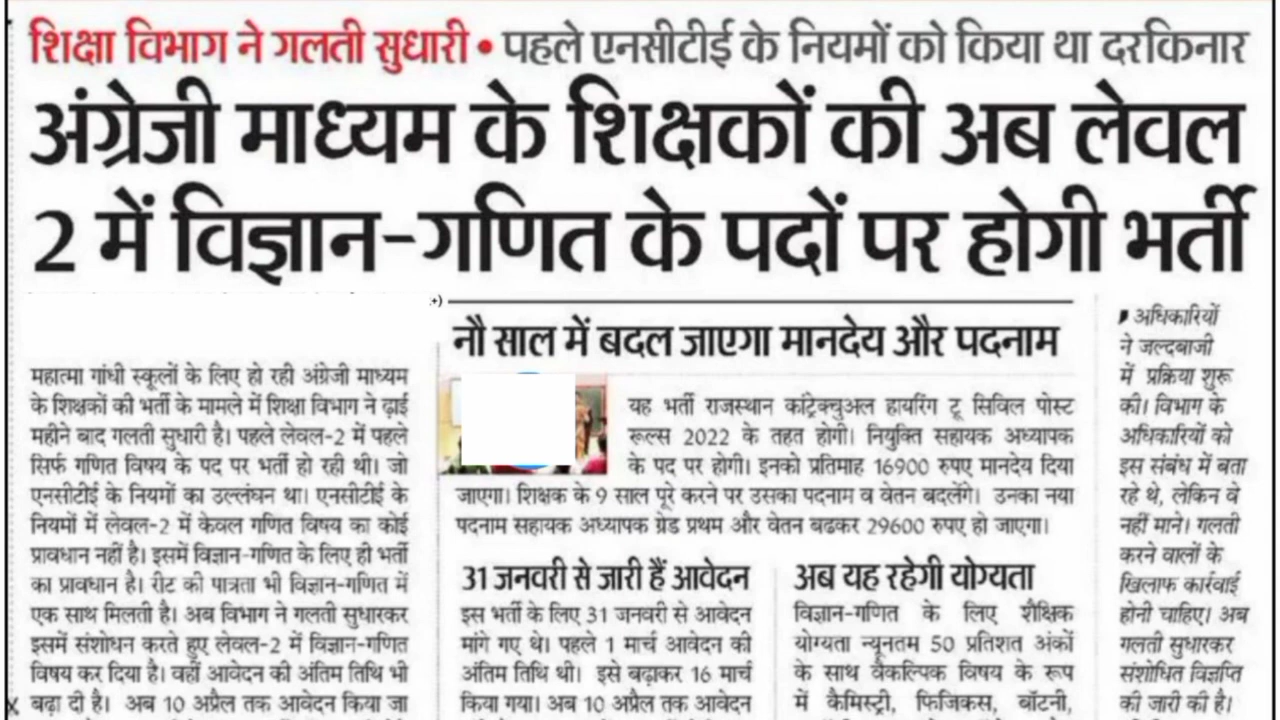 शिक्षा विभाग ने गलती सुधारी • पहले एनसीटीई के नियमों को किया था दरकिनार
अंग्रेजी माध्यम के शिक्षकों की अब लेवल
2 में विज्ञान-गणित के पदों पर होगी भर्ती
महात्मा गांधी स्कूलों के लिए हो रही अंग्रेजी माध्यम
के शिक्षकों की भर्ती के मामले में शिक्षा विभाग ने ढ़ाई
महीने बाद गलती सुधारी है। पहले लेवल-2 में पहले
सिर्फ गणित विषय के पद पर भर्ती हो रही थी। जो
एनसीटीई के नियमों का उल्लंघन था। एनसीटीई के
नियमों में लेवल-2 में केवल गणित विषय का कोई
प्रावधान नहीं है। इसमें विज्ञान-गणित के लिए ही भर्ती
का प्रावधान है। रीट की पात्रता भी विज्ञान-गणित में
एक साथ मिलती है। अब विभाग ने गलती सुधारकर
इसमें संशोधन करते हुए लेवल-2 में विज्ञान-गणित
विषय कर दिया है। वहीं आवेदन की अंतिम तिथि भी
बढ़ा दी है। अब 10 अप्रैल तक आवेदन किया जा
नौ साल में बदल जाएगा मानदेय और पदनाम
यह भर्ती राजस्थान कांट्रेक्चुअल हायरिंग टू सिविल पोस्ट
रूल्स 2022 के तहत होगी। नियुक्ति सहायक अध्यापक
के पद पर होगी। इनको प्रतिमाह 16900 रुपए मानदेय दिया
जाएगा। शिक्षक के 9 साल पूरे करने पर उसका पदनाम व वेतन बदलेंगे। उनका नया
पदनाम सहायक अध्यापक ग्रेड प्रथम और वेतन बढकर 29600 रुपए हो जाएगा।
31 जनवरी से जारी हैं आवेदन
इस भर्ती के लिए 31 जनवरी से आवेदन
मांगे गए थे। पहले 1 मार्च आवेदन की
अंतिम तिथि थी। इसे बढ़ाकर 16 मार्च
किया गया। अब 10 अप्रैल तक आवेदन
अब यह रहेगी योग्यता
विज्ञान-गणित के लिए शैक्षिक
योग्यता न्यूनतम 50 प्रतिशत अंकों
के साथ वैकल्पिक विषय के रूप
में कैमिस्ट्री, फिजिकस, बॉटनी,
अधिकारियों
ने जल्दबाजी
में प्रक्रिया शुरू
की। विभाग के
अधिकारियों को
इस संबंध में बता
रहे थे, लेकिन वे
नहीं माने। गलती
करने वालों के
खिलाफ कार्रवाई
होनी चाहिए। अब
गलती सुधारकर
संशोधित विज्ञप्ति
की जारी की है।